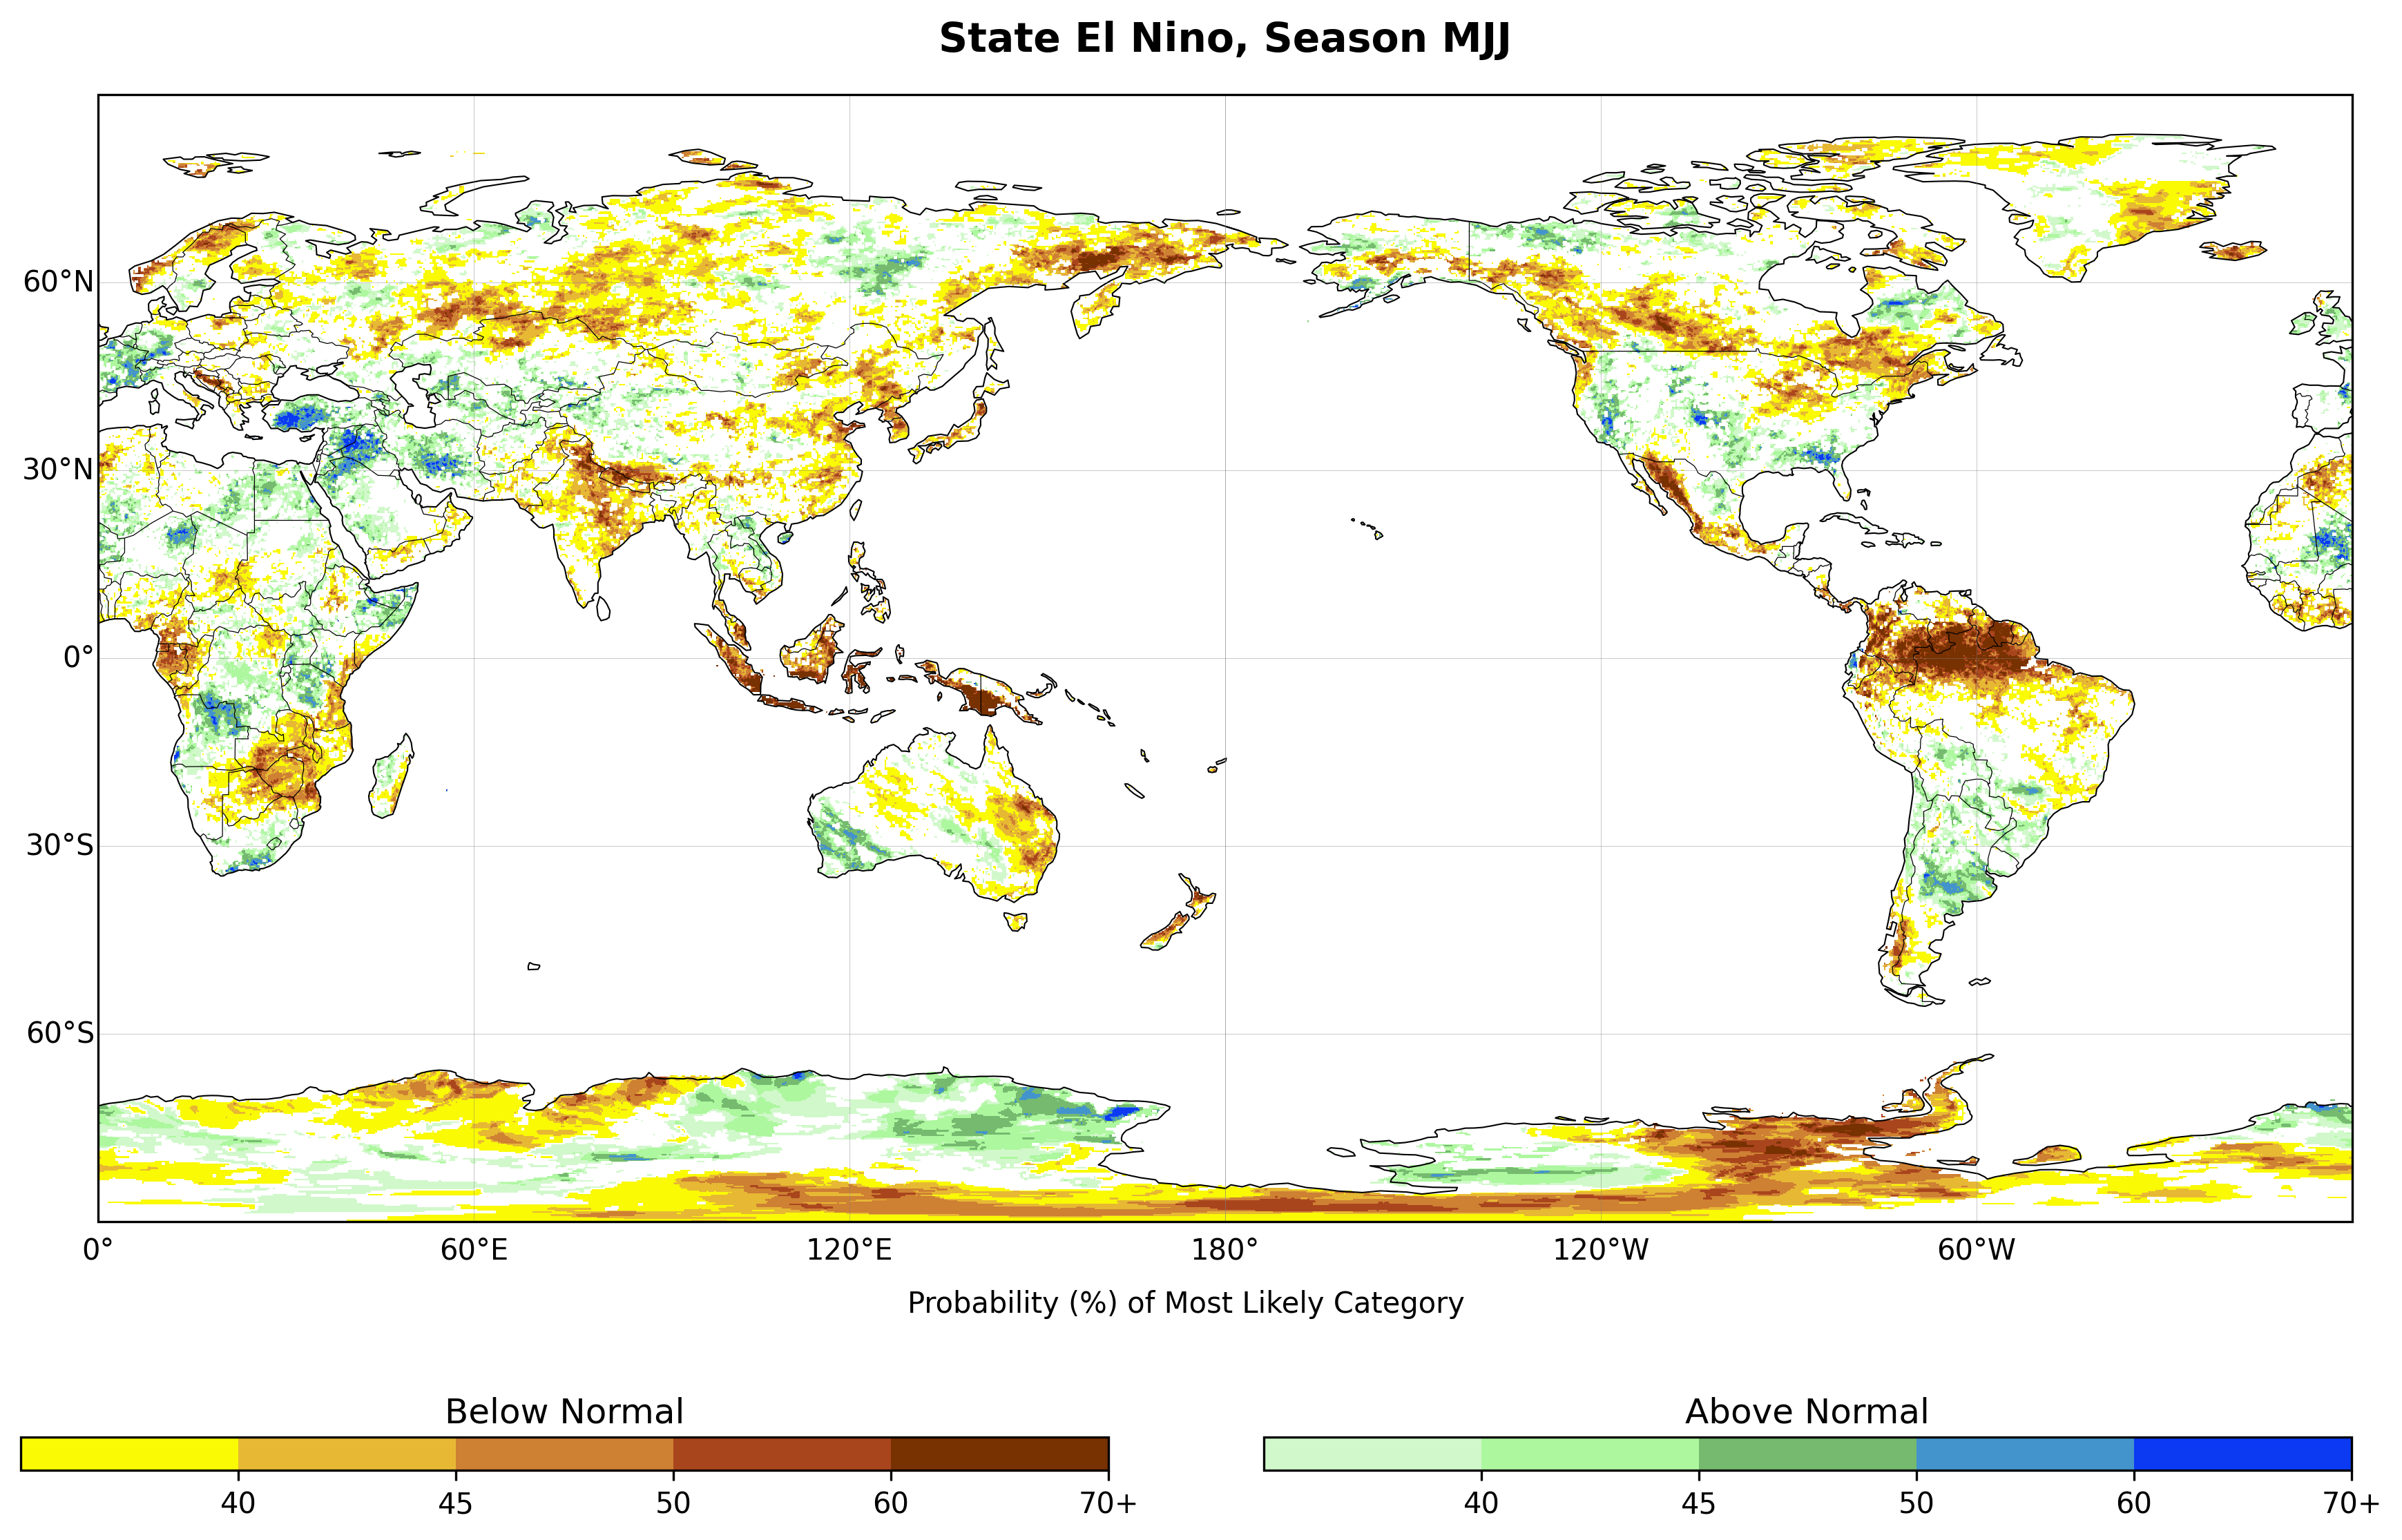 State El Nino, Season MJJ
60°N
30°N
0°
30°S
60°S
0° 60°E 120°E 180° 120°W 60°W
Probability (%) of Most Likely Category
Below Normal Above Normal
40 45 50 60 70+ 40 45 50 60 70+